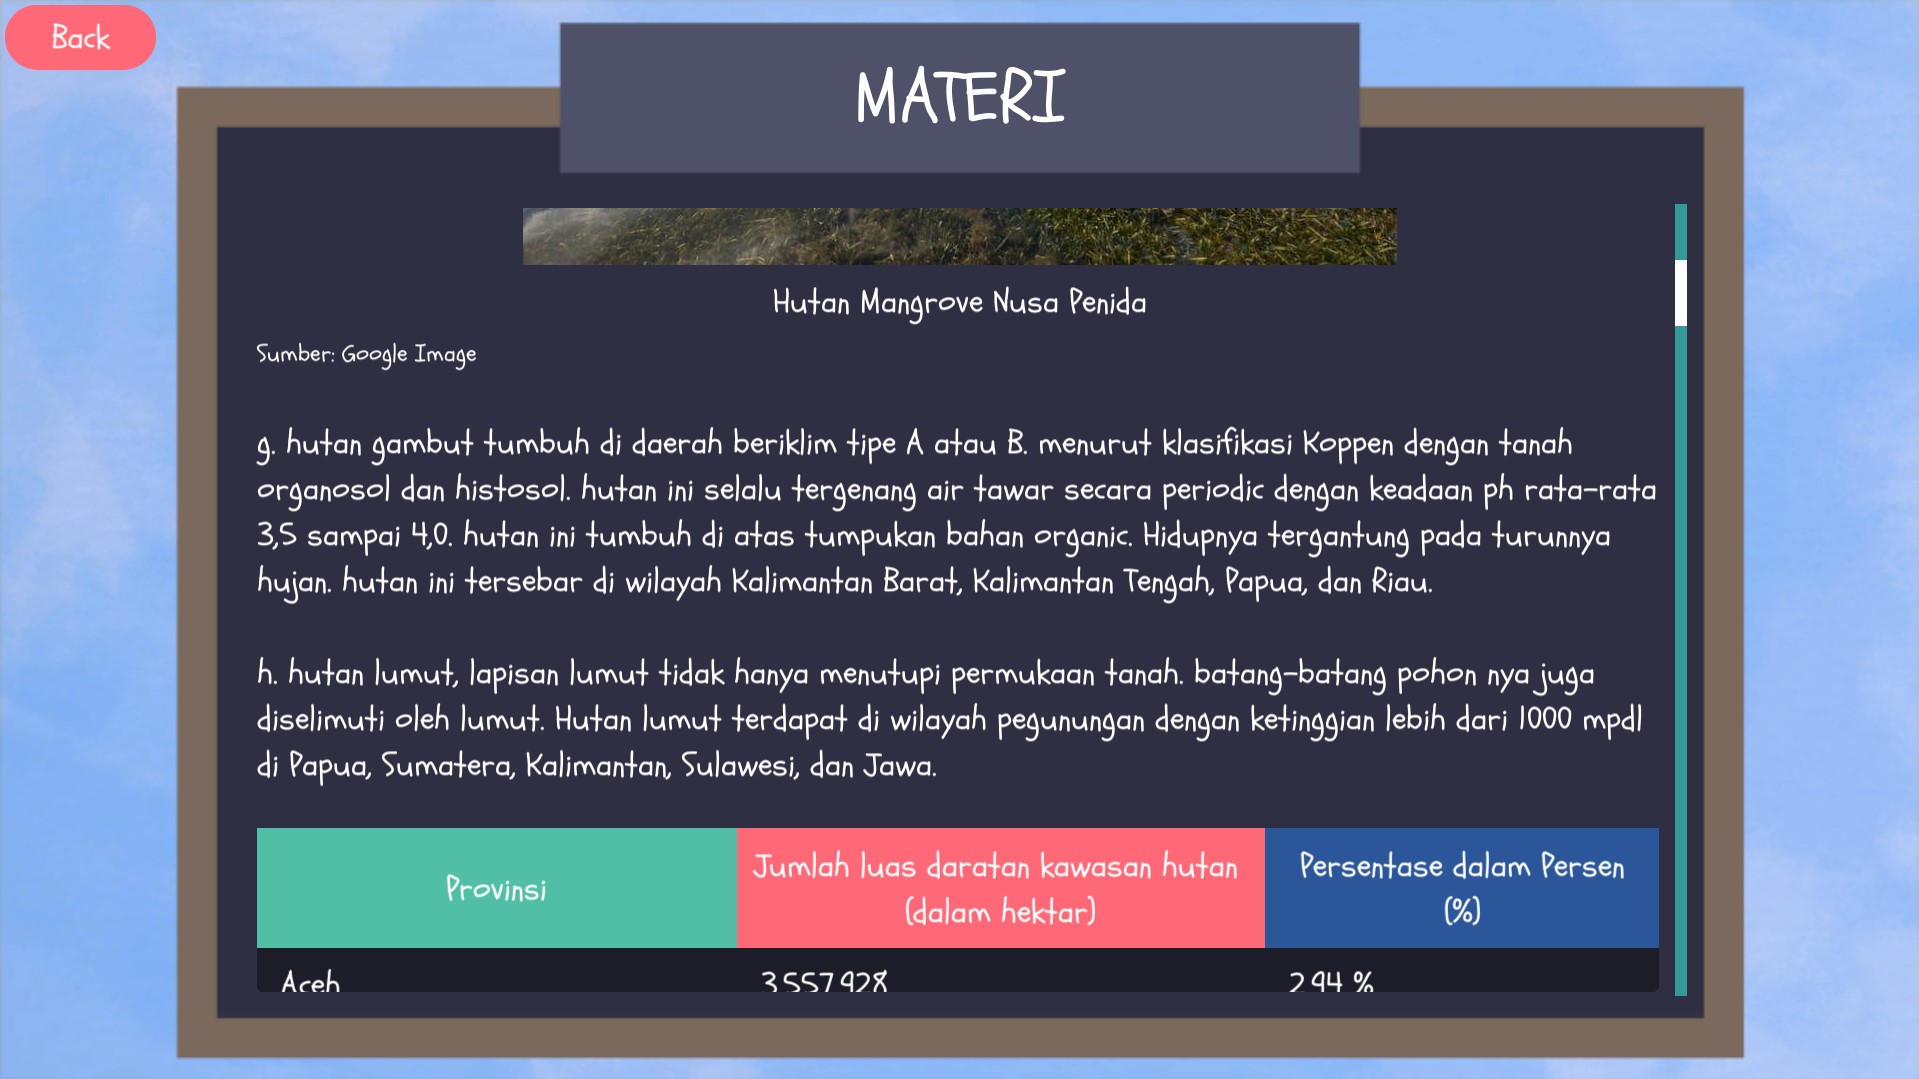 Back
MATERI
Hutan Mangrove Nusa Penida
Sumber: Google Image
g. hutan gambut tumbuh di daerah beriklim tipe A atau B. menurut klasifikasi Koppen dengan tanah
organosol dan histosol. hutan ini selalu tergenang air tawar secara periodic dengan keadaan ph rata-rata
3,5 sampai 4,0. hutan ini tumbuh di atas tumpukan bahan organic. Hidupnya tergantung pada turunnya
hujan. hutan ini tersebar di wilayah Kalimantan Barat, Kalimantan Tengah, Papua, dan Riau.
h. hutan lumut, lapisan lumut tidak hanya menutupi permukaan tanah. batang-batang pohon nya juga
diselimuti oleh lumut. Hutan lumut terdapat di wilayah pegunungan dengan ketinggian lebih dari 1000 mpdl
di Papua, Sumatera, Kalimantan, Sulawesi, dan Jawa.
Provinsi
Jumlah luas daratan kawasan hutan
(dalam hektar)
Persentase dalam Persen
(%)
Aceh